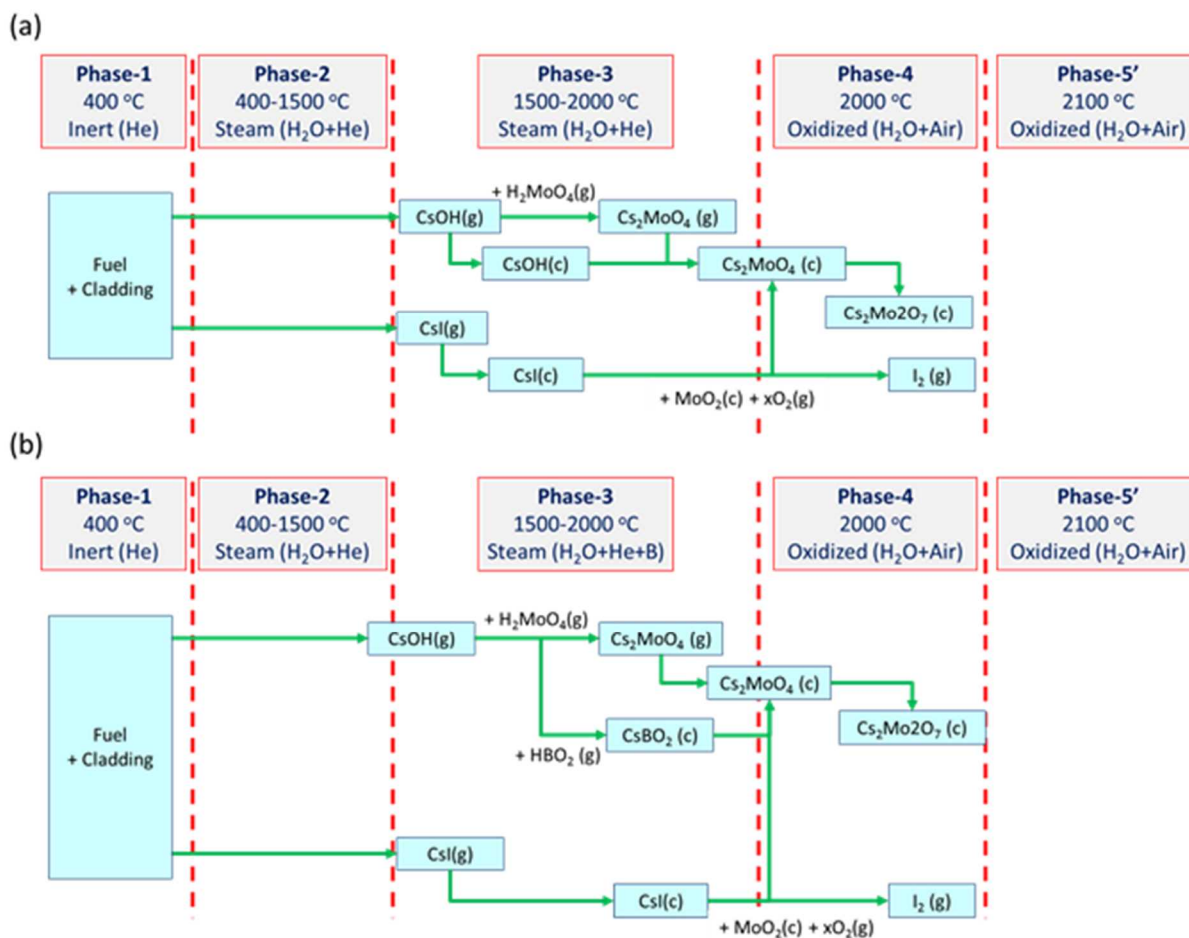 (a)
Phase-1
400 °C
Inert (He)
Phase-2
400-1500 °C
Steam (H₂O+He)
Phase-3
1500-2000 °C
Steam (H₂O+He)
Phase-4
2000 °C
Oxidized (H₂O+Air)
Phase-5'
2100 °C
Oxidized (H₂O+Air)
+ H₂MoO₄(g)
CsOH(g)
Cs₂MoO₄ (g)
Fuel
+ Cladding
CsOH(c)
Cs₂MoO₄ (c)
Cs₂Mo2O₇ (c)
CsI(g)
CsI(c)
I₂ (g)
+ MoO₂(c) + xO₂(g)
(b)
Phase-1
400 °C
Inert (He)
Phase-2
400-1500 °C
Steam (H₂O+He)
Phase-3
1500-2000 °C
Steam (H₂O+He+B)
Phase-4
2000 °C
Oxidized (H₂O+Air)
Phase-5'
2100 °C
Oxidized (H₂O+Air)
+ H₂MoO₄(g)
CsOH(g)
Cs₂MoO₄ (g)
Cs₂MoO₄ (c)
Fuel
+ Cladding
CsBO₂ (c)
Cs₂Mo2O₇ (c)
+ HBO₂ (g)
CsI(g)
CsI(c)
I₂ (g)
+ MoO₂(c) + xO₂(g)